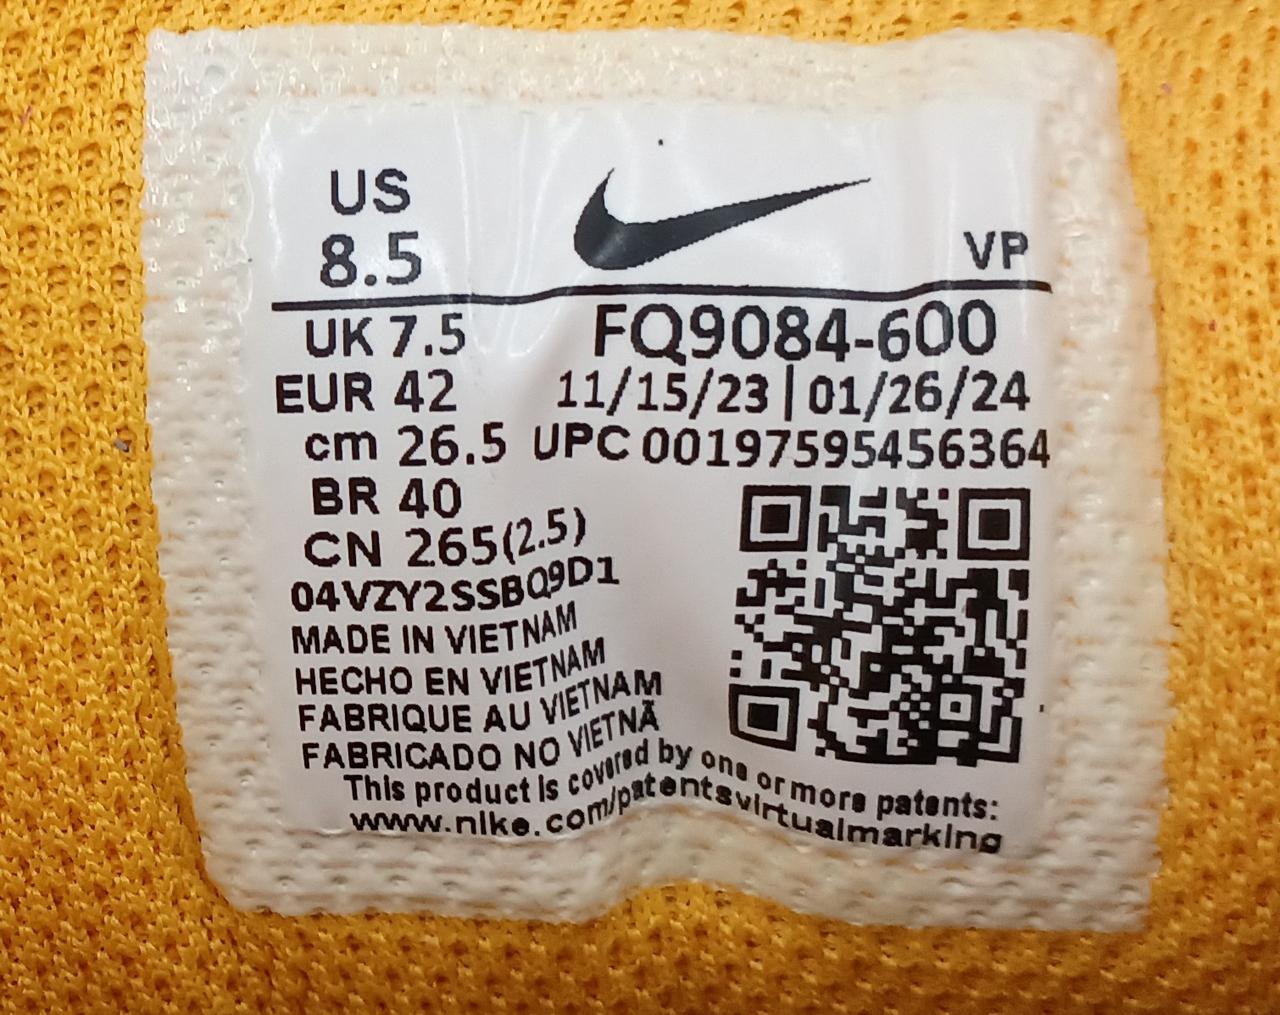 US
8.5
VP
UK 7.5
FQ9084-600
EUR 42
11/15/23 | 01/26/24
cm 26.5
UPC 00197595456364
BR 40
CN 265(2.5)
04VZY2SSBQ9D1
MADE IN VIETNAM
HECHO EN VIETNAM
FABRIQUE AU VIETNAM
FABRICADO NO VIETNÃ
This product is covered by one or more patents:
www.nike.com/patentsvirtualmarking